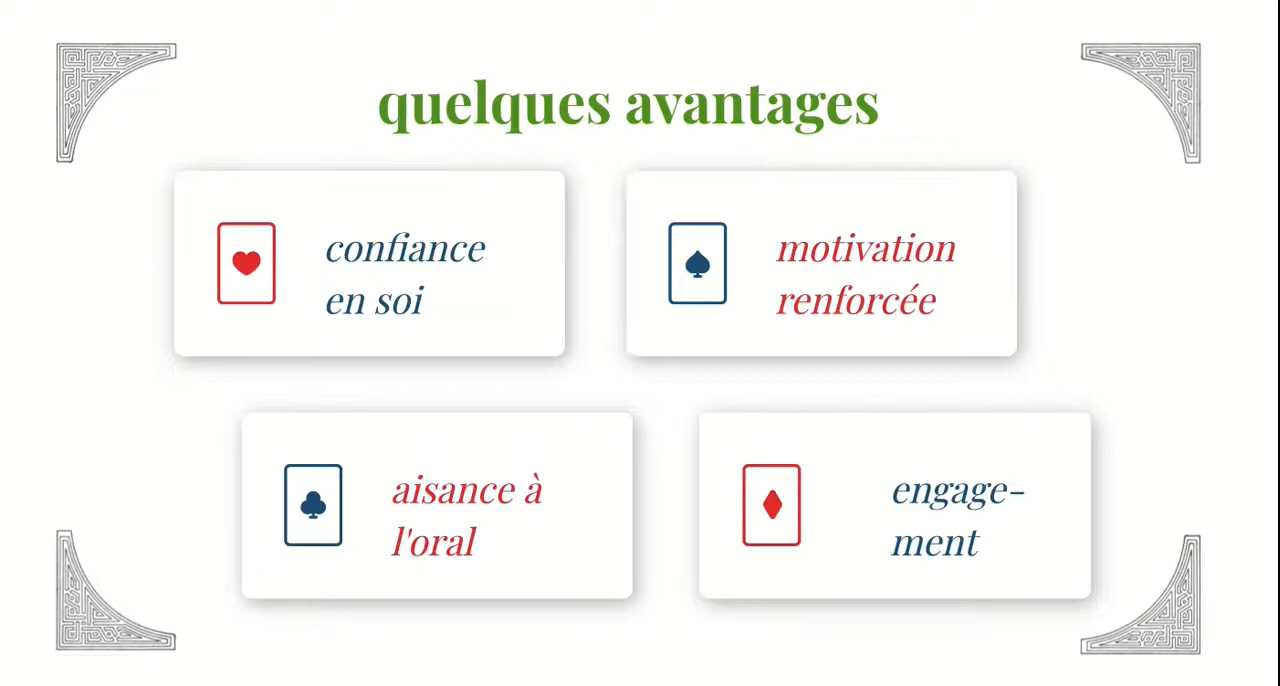 quelques avantages
confiance
en soi
motivation
renforcée
aisance à
l'oral
engage-
ment